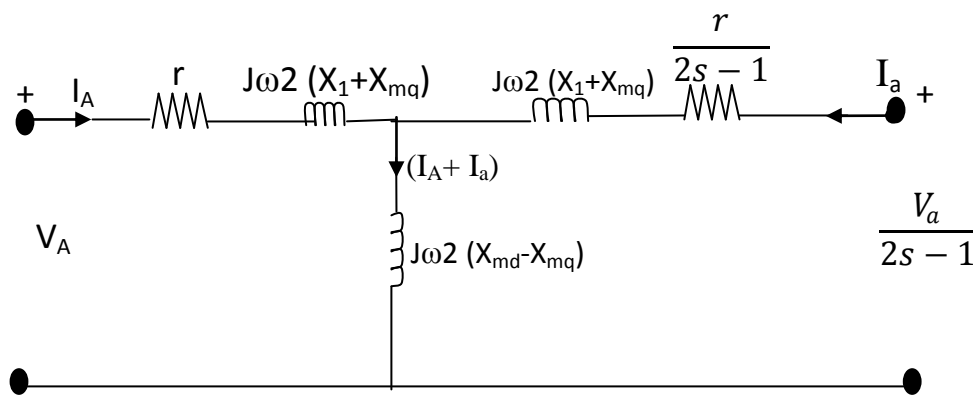 + I_A r Jω2 (X_1+X_mq) Jω2 (X_1+X_mq) r/(2s − 1) I_a +
(I_A+ I_a)
V_A Jω2 (X_md-X_mq) V_a/(2s − 1)